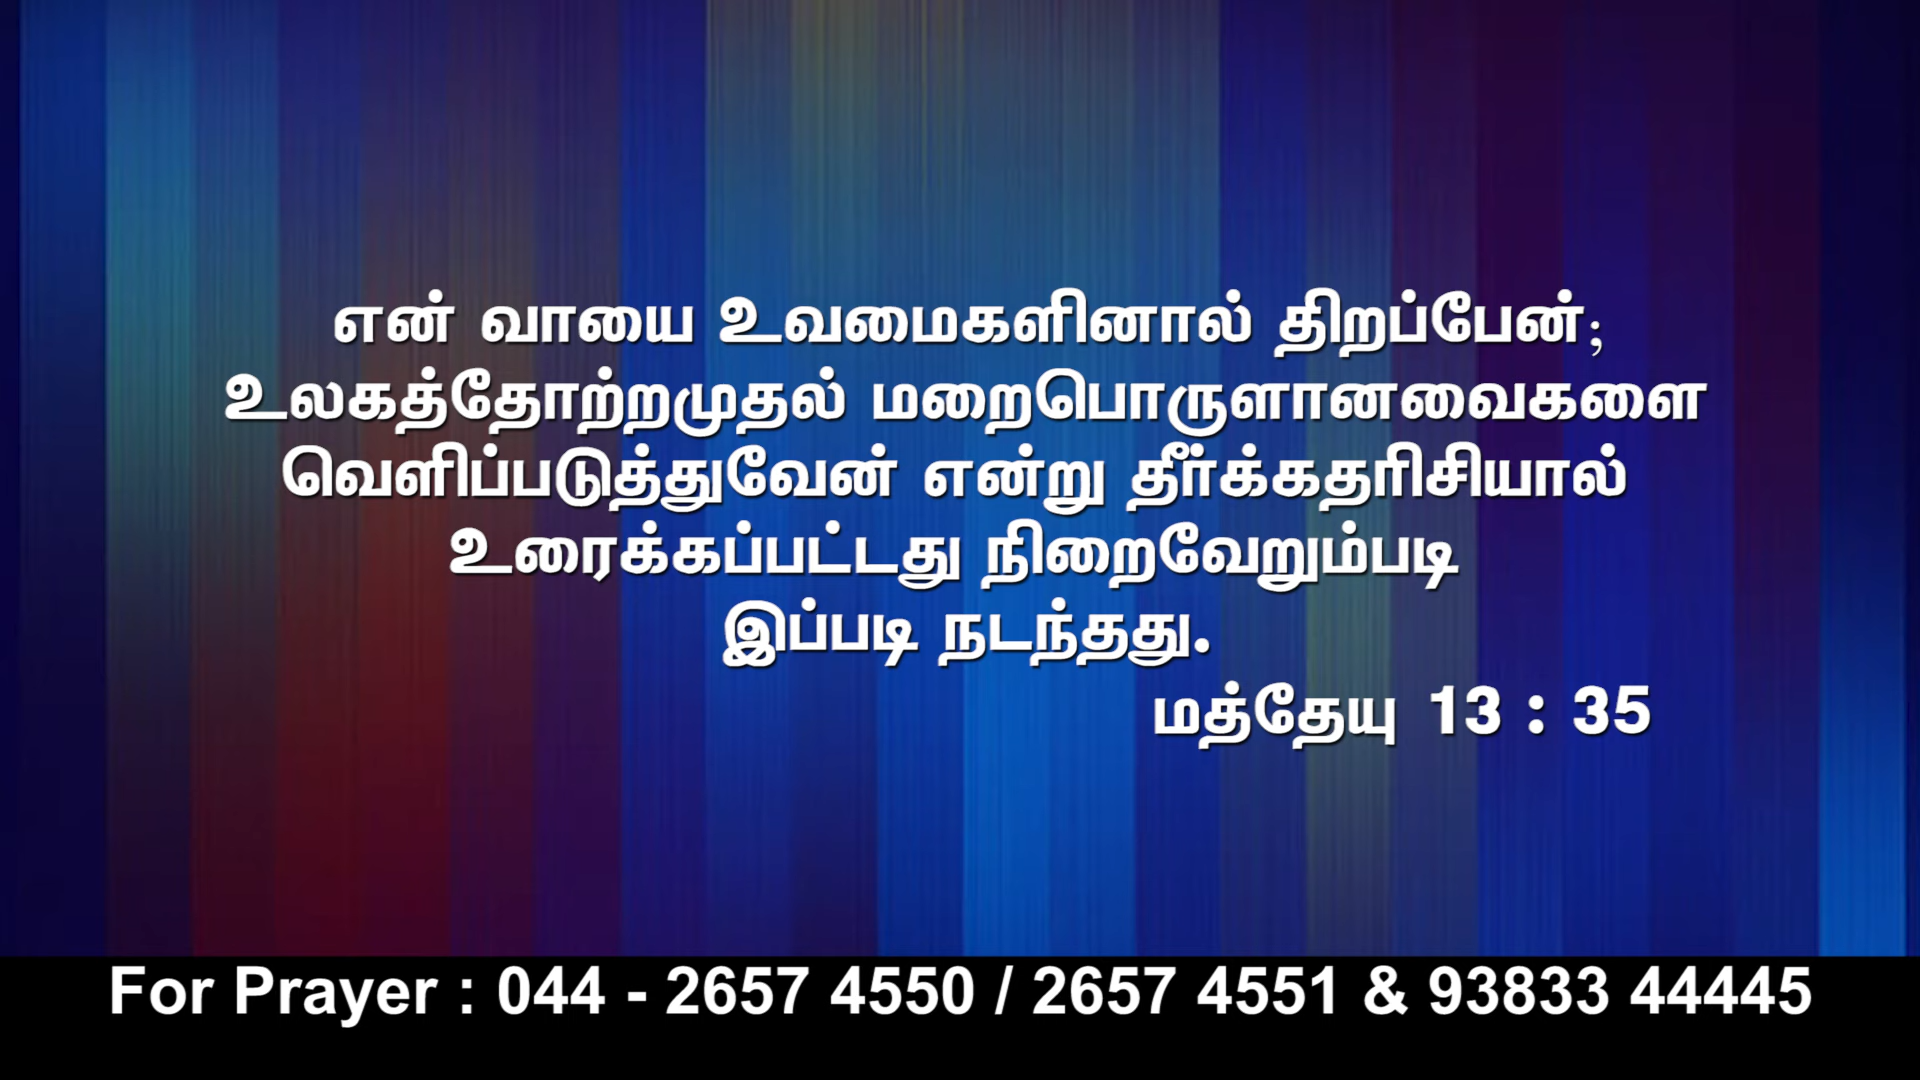 என் வாயை உவமைகளினால் திறப்பேன்;
உலகத்தோற்றமுதல் மறைபொருளானவைகளை
வெளிப்படுத்துவேன் என்று தீர்க்கதரிசியால்
உரைக்கப்பட்டது நிறைவேறும்படி
இப்படி நடந்தது.
மத்தேயு 13 : 35
For Prayer : 044 - 2657 4550 / 2657 4551 & 93833 44445